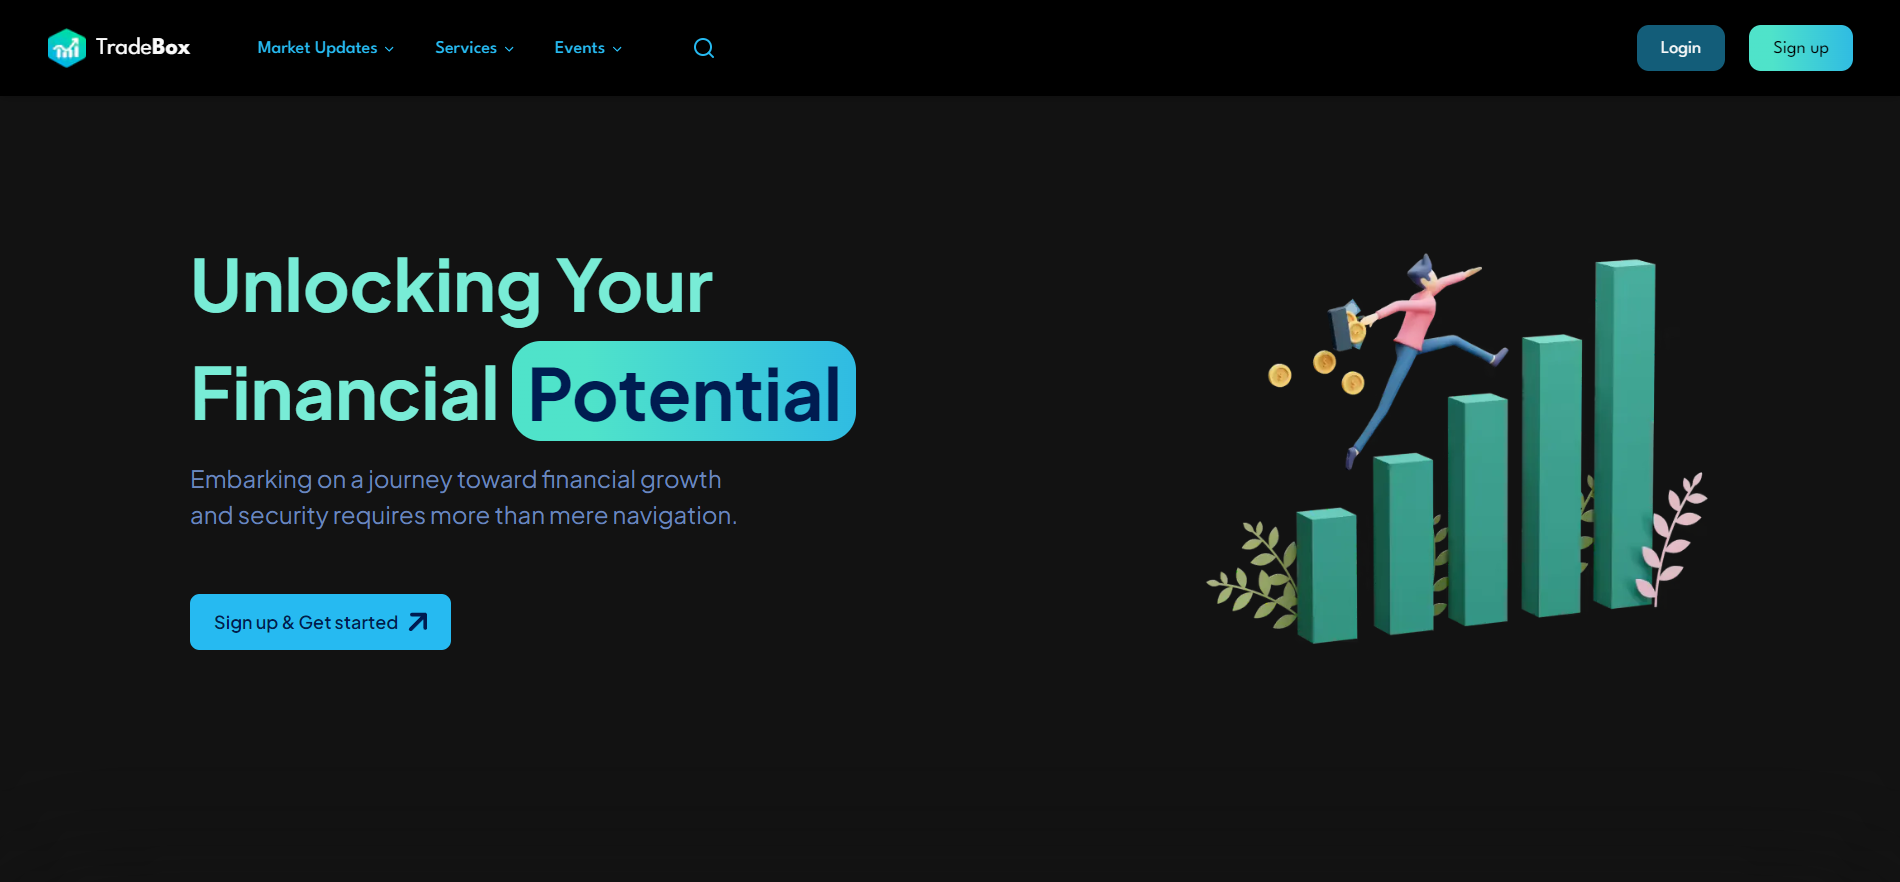 TradeBox
Market Updates
Services
Events
Login
Sign up
Unlocking Your
Financial Potential
Embarking on a journey toward financial growth
and security requires more than mere navigation.
Sign up & Get started